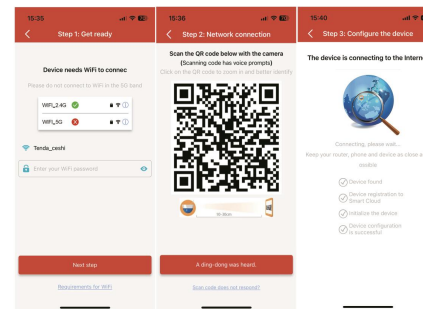 15:35
Step 1: Get ready
Device needs WiFi to connec
Please do not connect to WiFi in the 5G band
WIFI_2.4G
WIFI_5G
Tenda_ceshi
Enter your WiFi password
Next step
Requirements for WiFi
15:36
Step 2: Network connection
Scan the QR code below with the camera
(Scanning code has voice prompts)
Click on the QR code to zoom in and better identify
A ding-dong was heard.
Scan code does not respond?
15:40
Step 3: Configure the device
The device is connecting to the Intern
Connecting, please wait...
Keep your router, phone and device as close a
Device found
Device registration to
Smart Cloud
initialize the device
Device configuration
is successful